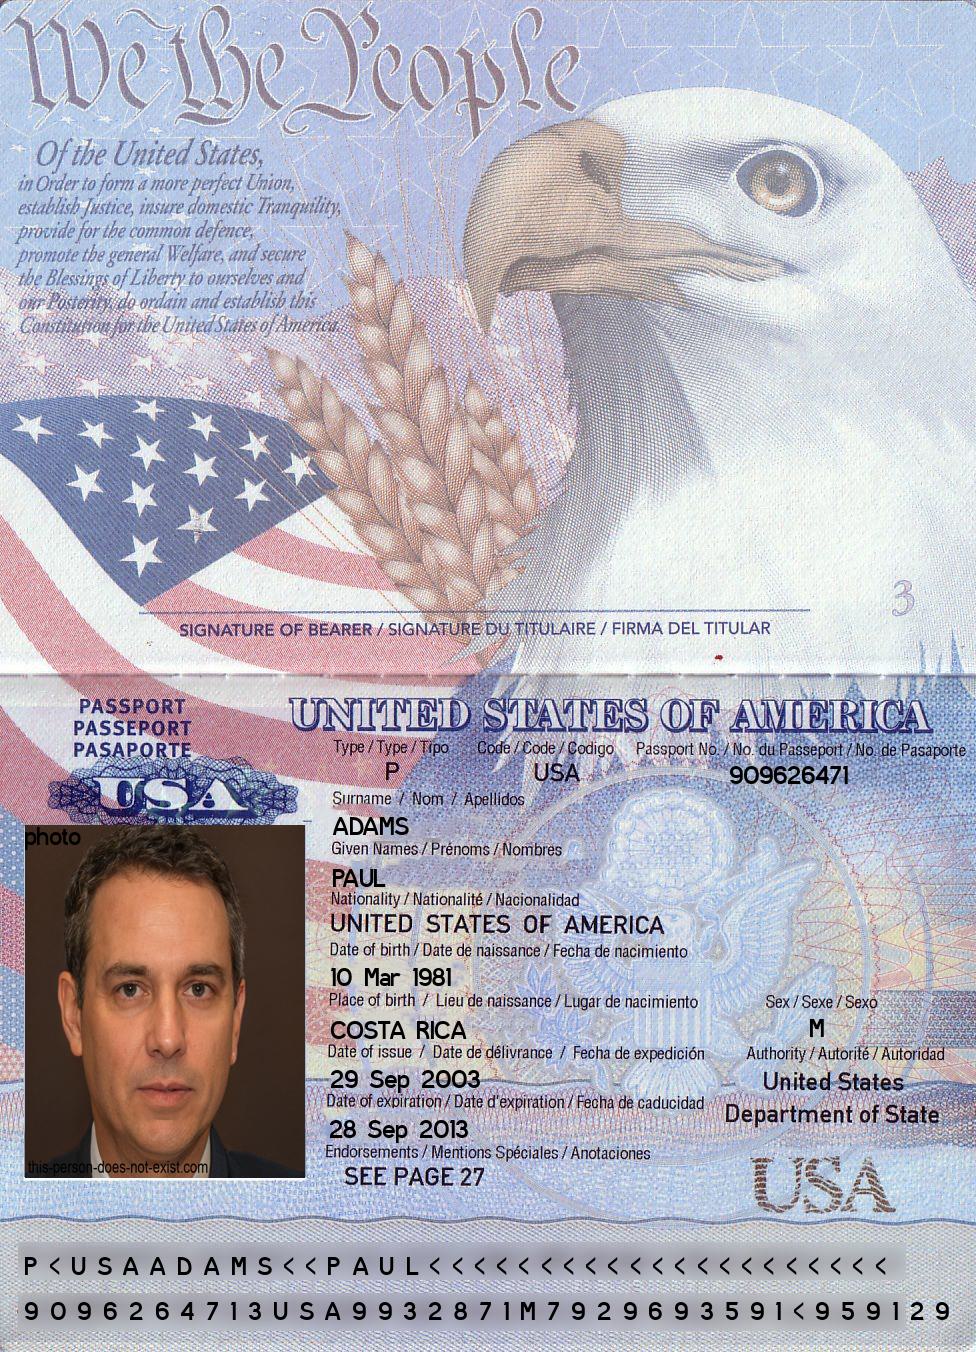 We the People
Of the United States,
in Order to form a more perfect Union,
establish Justice, insure domestic Tranquility,
provide for the common defence,
promote the general Welfare, and secure
the Blessings of Liberty to ourselves and
our Posterity, do ordain and establish this
Constitution for the United States of America.
3
SIGNATURE OF BEARER / SIGNATURE DU TITULAIRE / FIRMA DEL TITULAR
PASSPORT
PASSEPORT
PASAPORTE
USA
UNITED STATES OF AMERICA
Type / Type / Tipo Code / Code / Codigo Passport No. / No. du Passeport / No. de Pasaporte
P USA 909626471
Surname / Nom / Apellidos
ADAMS
Given Names / Prénoms / Nombres
PAUL
Nationality / Nationalité / Nacionalidad
UNITED STATES OF AMERICA
Date of birth / Date de naissance / Fecha de nacimiento
10 Mar 1981
Place of birth / Lieu de naissance / Lugar de nacimiento Sex / Sexe / Sexo
COSTA RICA M
Date of issue / Date de délivrance / Fecha de expedición Authority / Autorité / Autoridad
29 Sep 2003 United States
Date of expiration / Date d'expiration / Fecha de caducidad Department of State
28 Sep 2013
Endorsements / Mentions Spéciales / Anotaciones
SEE PAGE 27
USA
photo
this-person-does-not-exist.com
P<USAADAMS<<PAUL<<<<<<<<<<<<<<<<<<
9096264713USA9932871M7929693591<959129